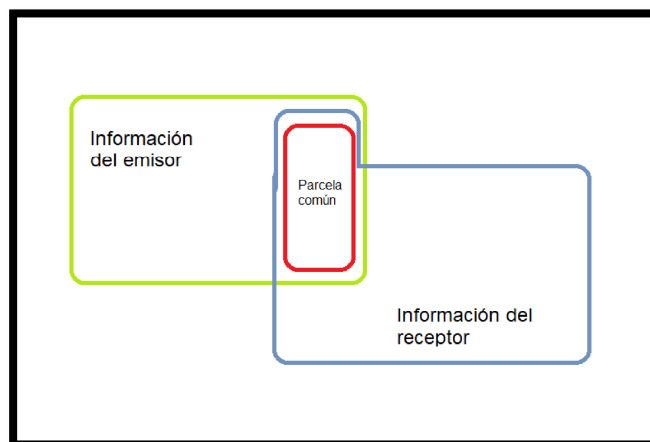 Información
del emisor
Parcela
común
Información del
receptor